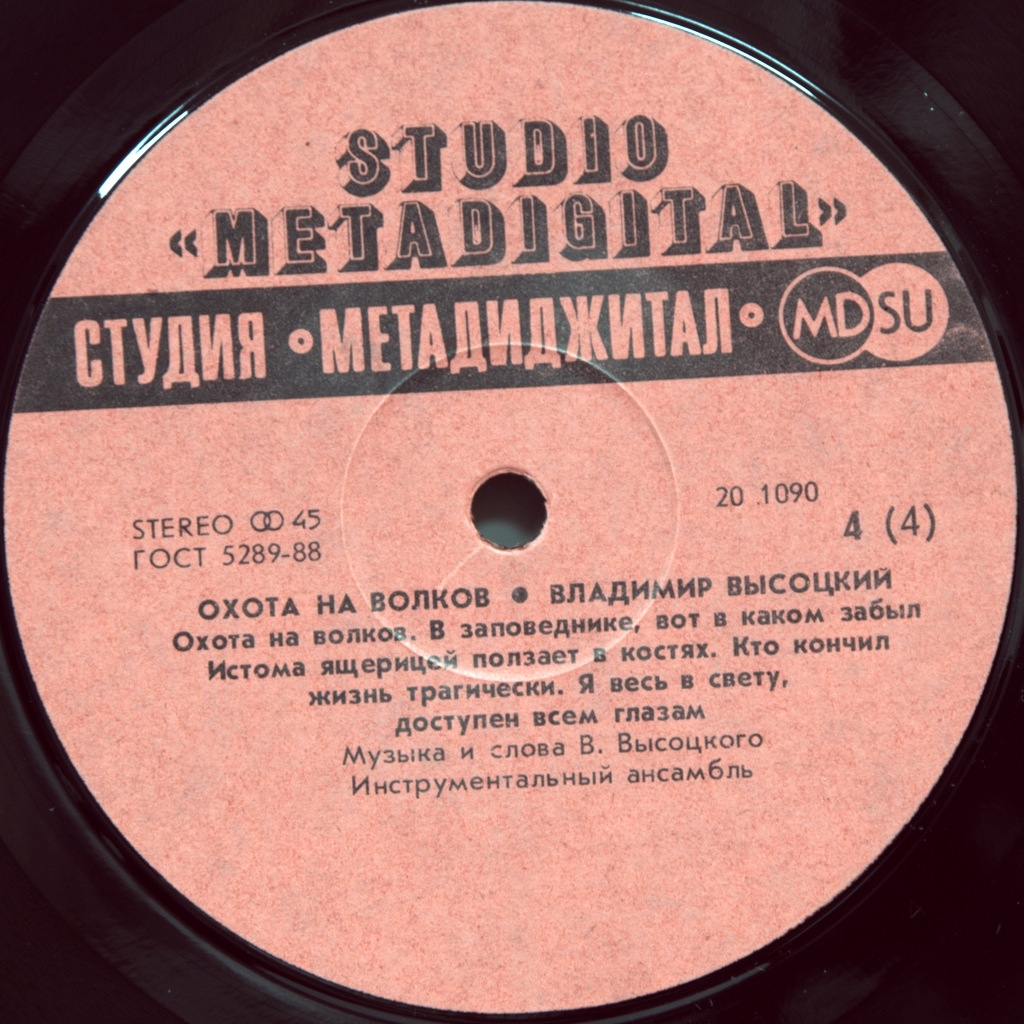 STUDIO
«METADIGITAL»
СТУДИЯ •МЕТАДИДЖИТАЛ•
MD SU
STEREO ꝏ 45
ГОСТ 5289-88
20 .1090
4 (4)
ОХОТА НА ВОЛКОВ • ВЛАДИМИР ВЫСОЦКИЙ
Охота на волков. В заповеднике, вот в каком забыл
Истома ящерицей ползает в костях. Кто кончил
жизнь трагически. Я весь в свету,
доступен всем глазам
Музыка и слова В. Высоцкого
Инструментальный ансамбль